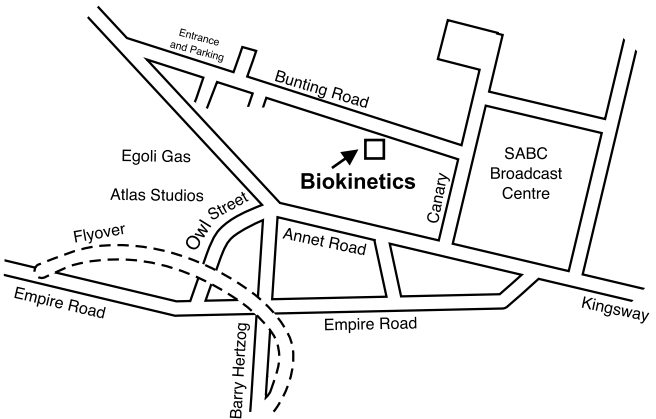 Entrance
and Parking
Bunting Road
Egoli Gas
SABC
Broadcast
Centre
Biokinetics
Canary
Atlas Studios
Owl Street
Flyover
Annet Road
Empire Road
Kingsway
Empire Road
Barry Hertzog